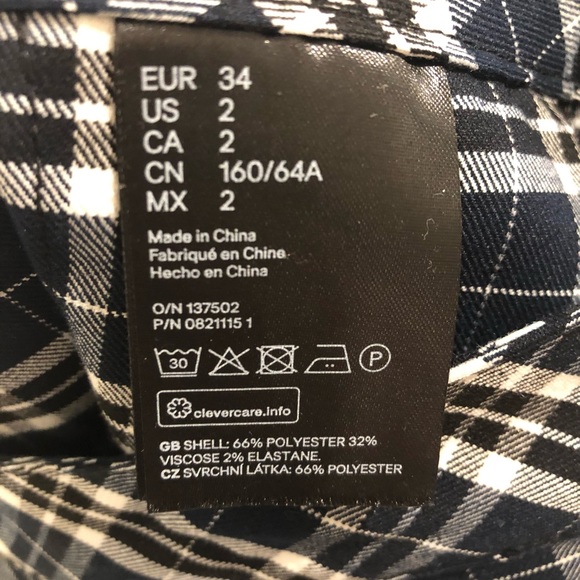 EUR 34
US 2
CA 2
CN 160/64A
MX 2
Made in China
Fabriqué en Chine
Hecho en China
O/N 137502
P/N 0821115 1
30 P
clevercare.info
GB SHELL: 66% POLYESTER 32%
VISCOSE 2% ELASTANE.
CZ SVRCHNÍ LÁTKA: 66% POLYESTER